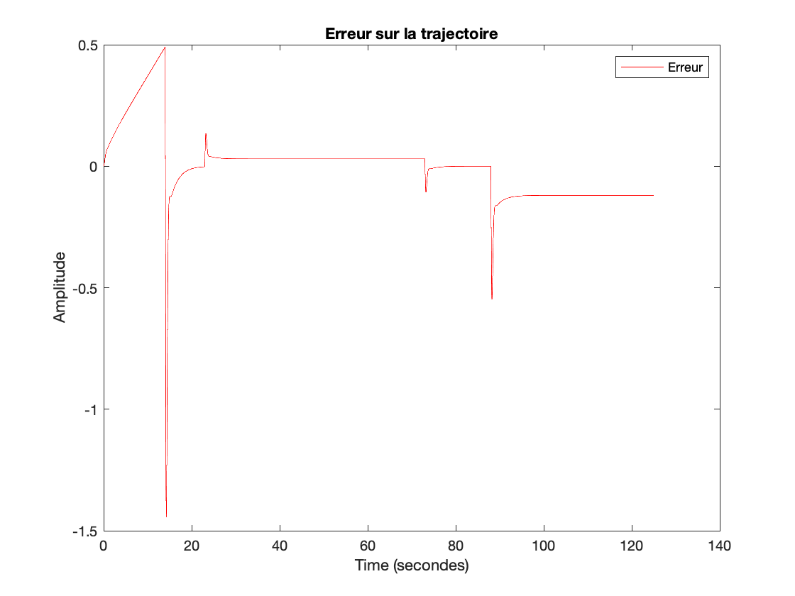 Erreur sur la trajectoire
Erreur
0.5
0
-0.5
-1
-1.5
Amplitude
0 20 40 60 80 100 120 140
Time (secondes)